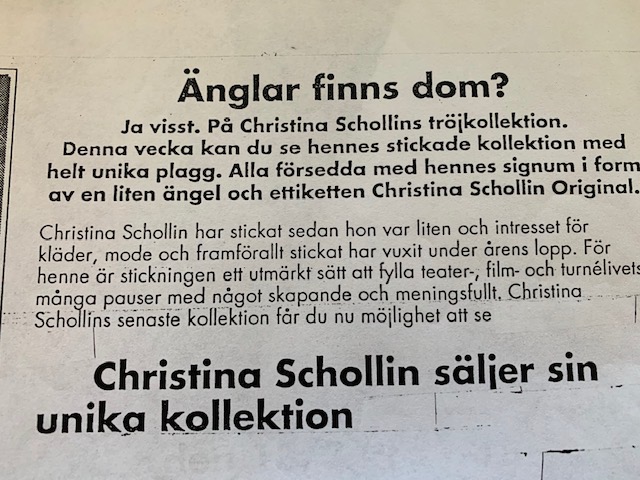 Änglar finns dom?
Ja visst. På Christina Schollins tröjkollektion.
Denna vecka kan du se hennes stickade kollektion med
helt unika plagg. Alla försedda med hennes signum i form
av en liten ängel och ettiketten Christina Schollin Original.
Christina Schollin har stickat sedan hon var liten och intresset för
kläder, mode och framförallt stickat har vuxit under årens lopp. För
henne är stickningen ett utmärkt sätt att fylla teater-, film- och turnélivets
många pauser med något skapande och meningsfullt. Christina
Schollins senaste kollektion får du nu möjlighet att se
Christina Schollin säljer sin
unika kollektion